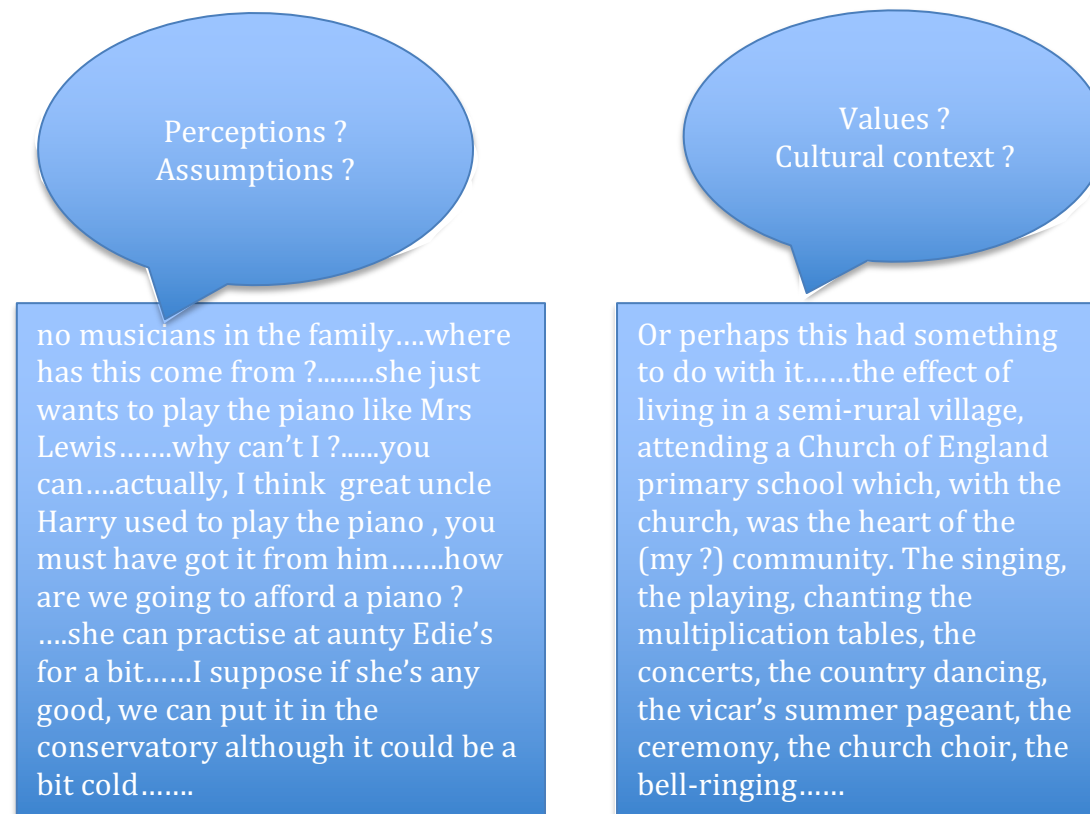 Perceptions ?
Assumptions ?
no musicians in the family….where
has this come from ?.........she just
wants to play the piano like Mrs
Lewis…….why can’t I ?......you
can….actually, I think  great uncle
Harry used to play the piano , you
must have got it from him…….how
are we going to afford a piano ?
….she can practise at aunty Edie’s
for a bit……I suppose if she’s any
good, we can put it in the
conservatory although it could be a
bit cold…….
Values ?
Cultural context ?
Or perhaps this had something
to do with it……the effect of
living in a semi-rural village,
attending a Church of England
primary school which, with the
church, was the heart of the
(my ?) community. The singing,
the playing, chanting the
multiplication tables, the
concerts, the country dancing,
the vicar’s summer pageant, the
ceremony, the church choir, the
bell-ringing……